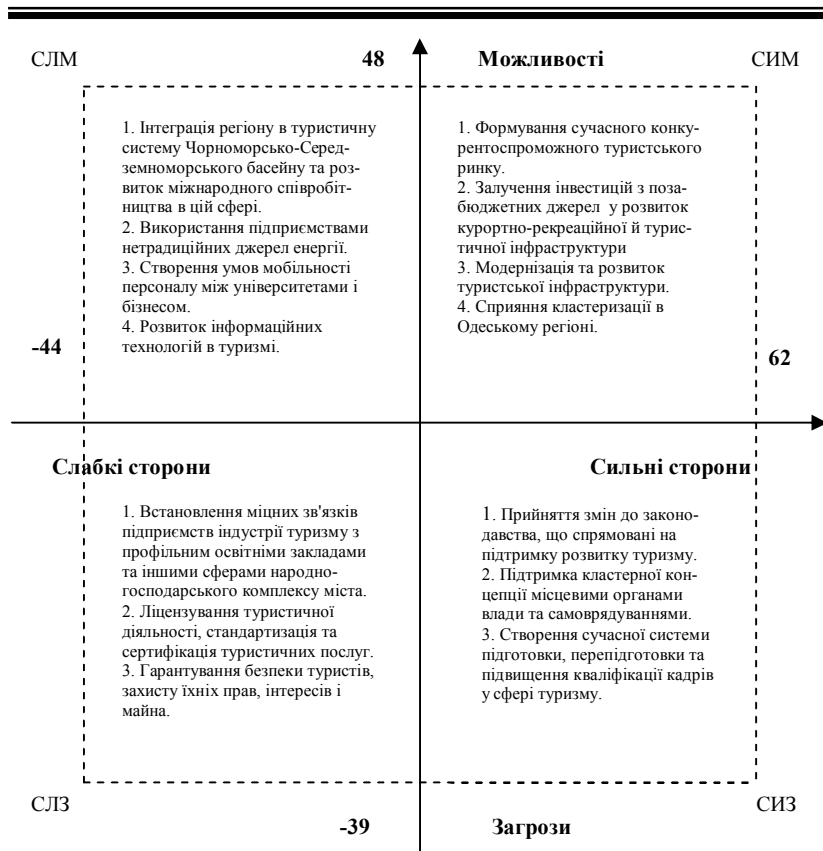 СЛМ
48
Можливості
СИМ
1. Інтеграція регіону в туристичну
систему Чорноморсько-Серед-
земноморського басейну та роз-
виток міжнародного співробіт-
ництва в цій сфері.
2. Використання підприємствами
нетрадиційних джерел енергії.
3. Створення умов мобільності
персоналу між університетами і
бізнесом.
4. Розвиток інформаційних
технологій в туризмі.
1. Формування сучасного конку-
рентоспроможного туристського
ринку.
2. Залучення інвестицій з поза-
бюджетних джерел у розвиток
курортно-рекреаційної й турис-
тичної інфраструктури
3. Модернізація та розвиток
туристської інфраструктури.
4. Сприяння кластеризації в
Одеському регіоні.
-44
62
Слабкі сторони
Сильні сторони
1. Встановлення міцних зв'язків
підприємств індустрії туризму з
профільним освітніми закладами
та іншими сферами народно-
господарського комплексу міста.
2. Ліцензування туристичної
діяльності, стандартизація та
сертифікація туристичних послуг.
3. Гарантування безпеки туристів,
захисту їхніх прав, інтересів і
майна.
1. Прийняття змін до законо-
давства, що спрямовані на
підтримку розвитку туризму.
2. Підтримка кластерної кон-
цепції місцевими органами
влади та самоврядуваннями.
3. Створення сучасної системи
підготовки, перепідготовки та
підвищення кваліфікації кадрів
у сфері туризму.
СЛЗ
-39
Загрози
СИЗ